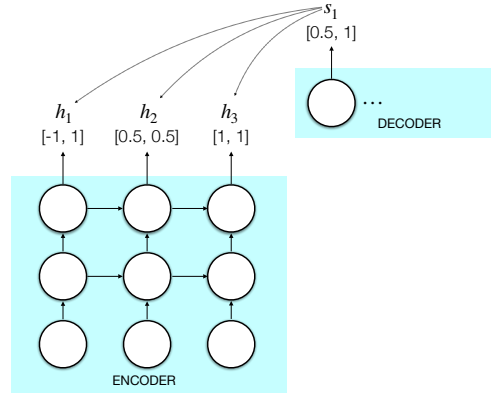 s₁
[0.5, 1]
...
DECODER
h₁ h₂ h₃
[-1, 1] [0.5, 0.5] [1, 1]
ENCODER